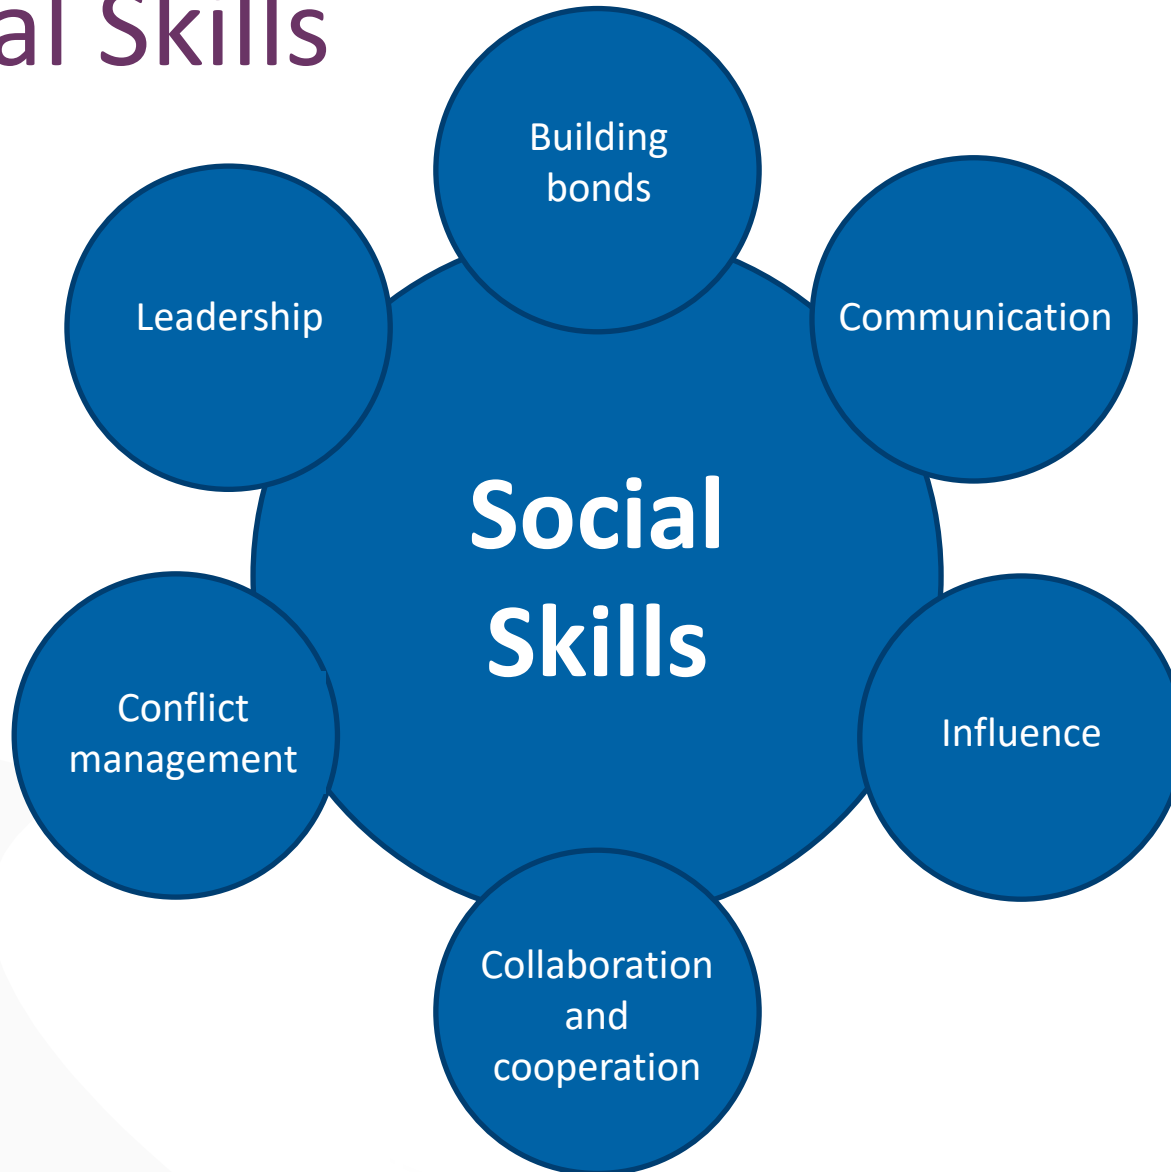 al Skills
Building
bonds
Communication
Leadership
Social
Skills
Conflict
management
Influence
Collaboration
and
cooperation